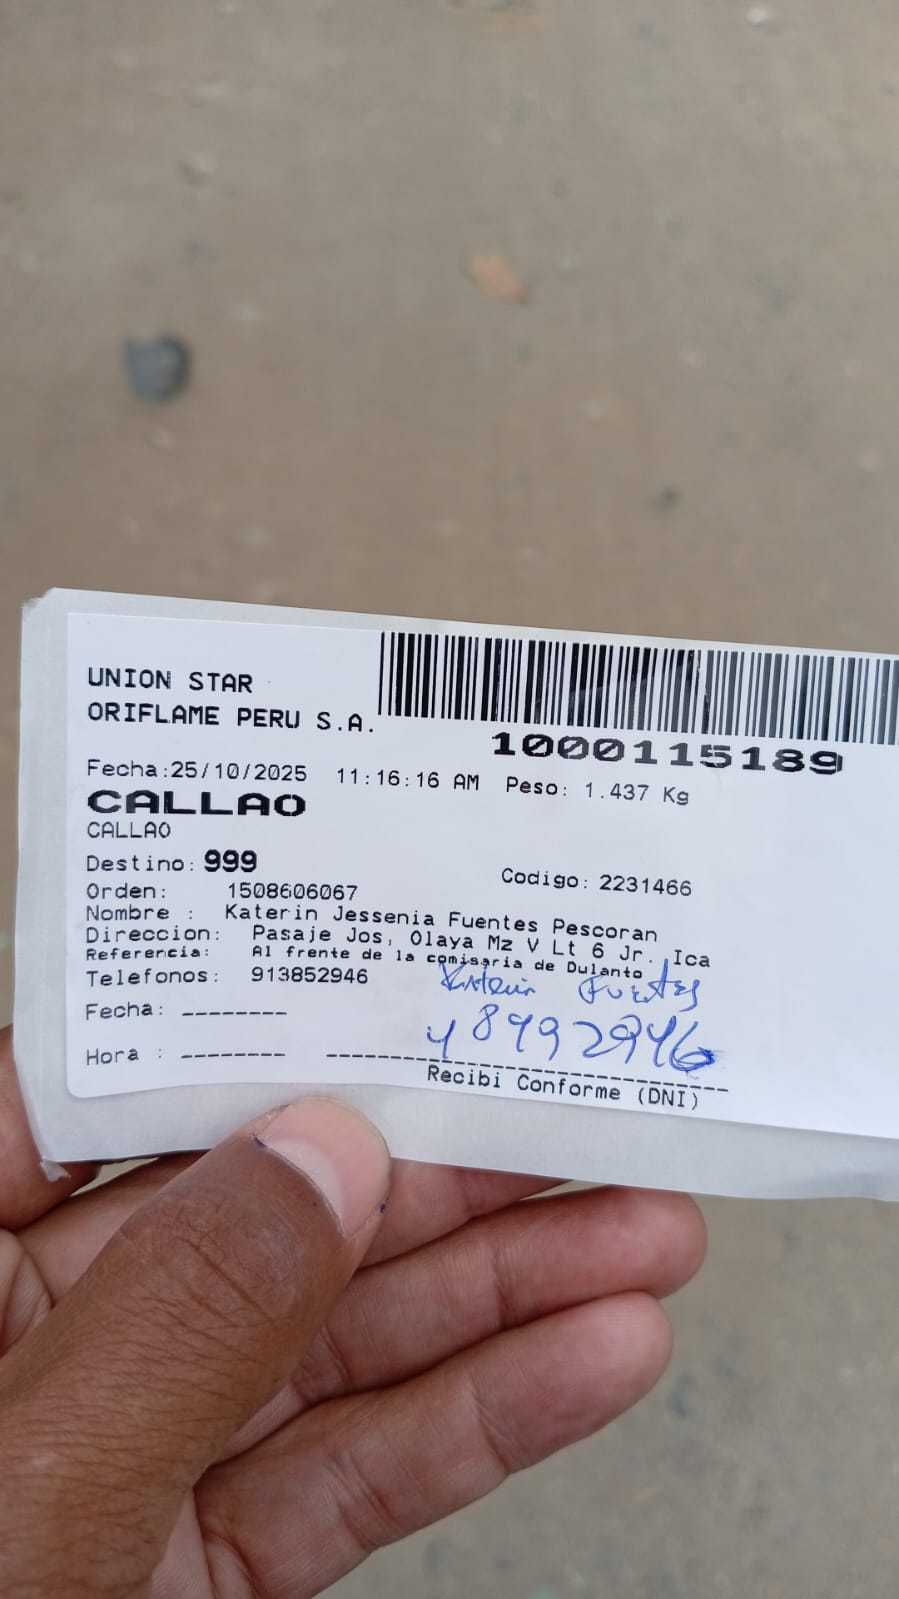 UNION STAR
ORIFLAME PERU S.A.
1000115189
Fecha:25/10/2025 11:16:16 AM Peso: 1.437 Kg
CALLAO
CALLAO
Destino: 999
Codigo: 2231466
Orden: 1508606067
Nombre : Katerin Jessenia Fuentes Pescoran
Direccion: Pasaje Jos, Olaya Mz V Lt 6 Jr. Ica
Referencia: Al frente de la comisaria de Dulanto
Telefonos: 913852946
Katerin Fuentes
Fecha: --------
48992946
Hora : --------
Recibi Conforme (DNI)